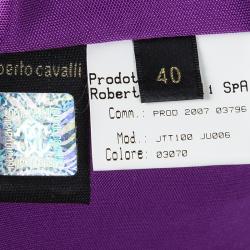 oberto cavalli
40
Prodot
Robert i SpA
Comm.: PROD 2007 03796
Mod.: JTT100 JU006
Colore: 03070